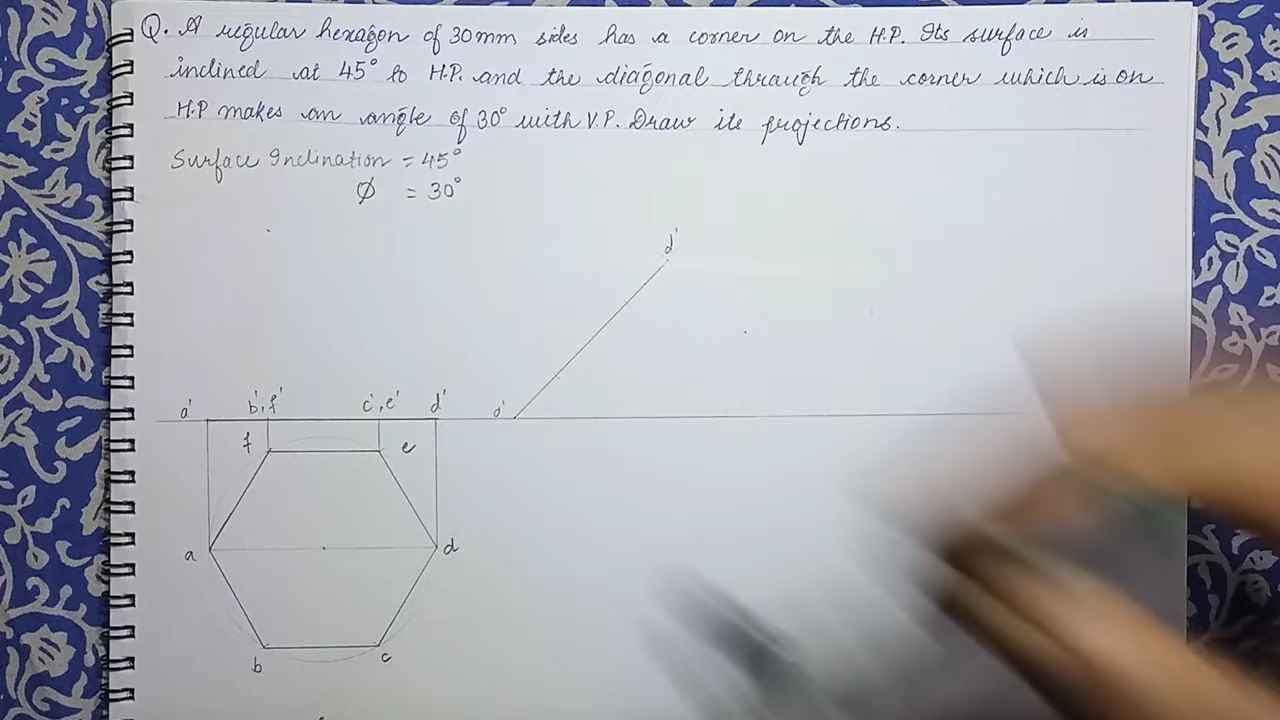 Q. A regular hexagon of 30mm sides has a corner on the H.P. Its surface is
inclined at 45° to H.P. and the diagonal through the corner which is on
H.P makes an angle of 30° with V.P. Draw its projections.
Surface Inclination = 45°
Ø = 30°
d'
a' b',f' c',e' d' a'
f e
a d
b c